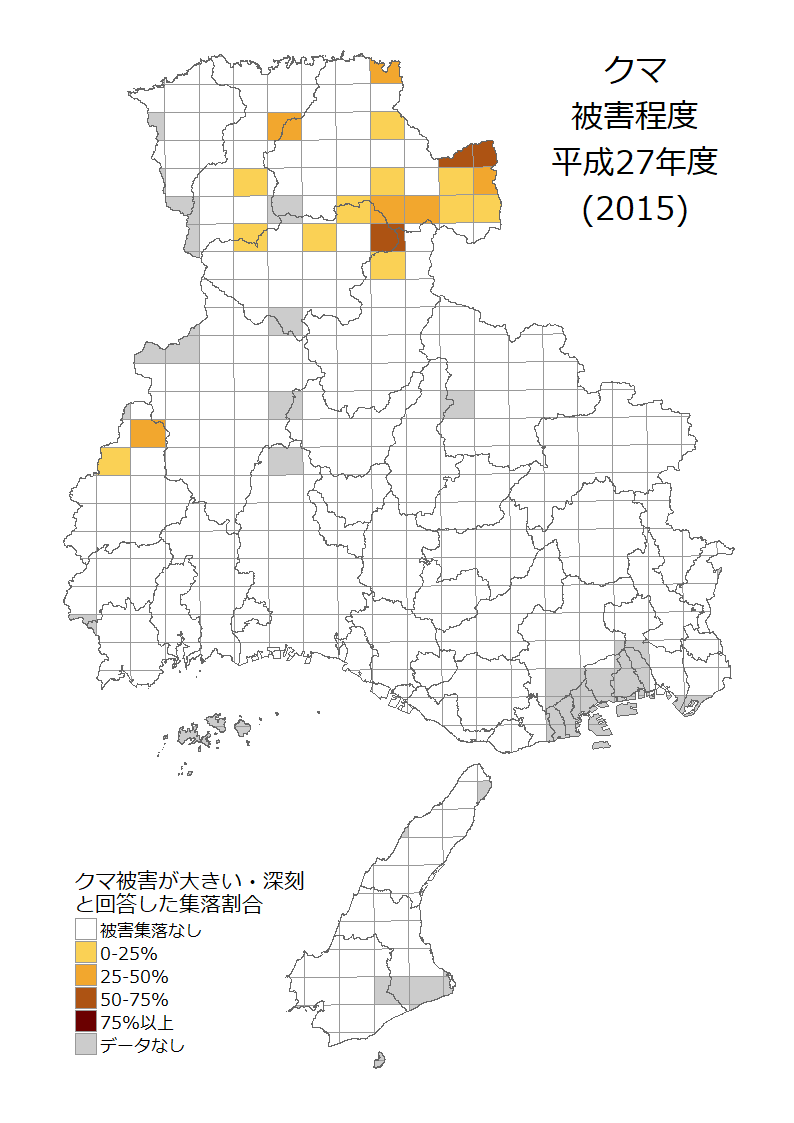 クマ
被害程度
平成27年度
(2015)
クマ被害が大きい・深刻
と回答した集落割合
被害集落なし
0-25%
25-50%
50-75%
75%以上
データなし